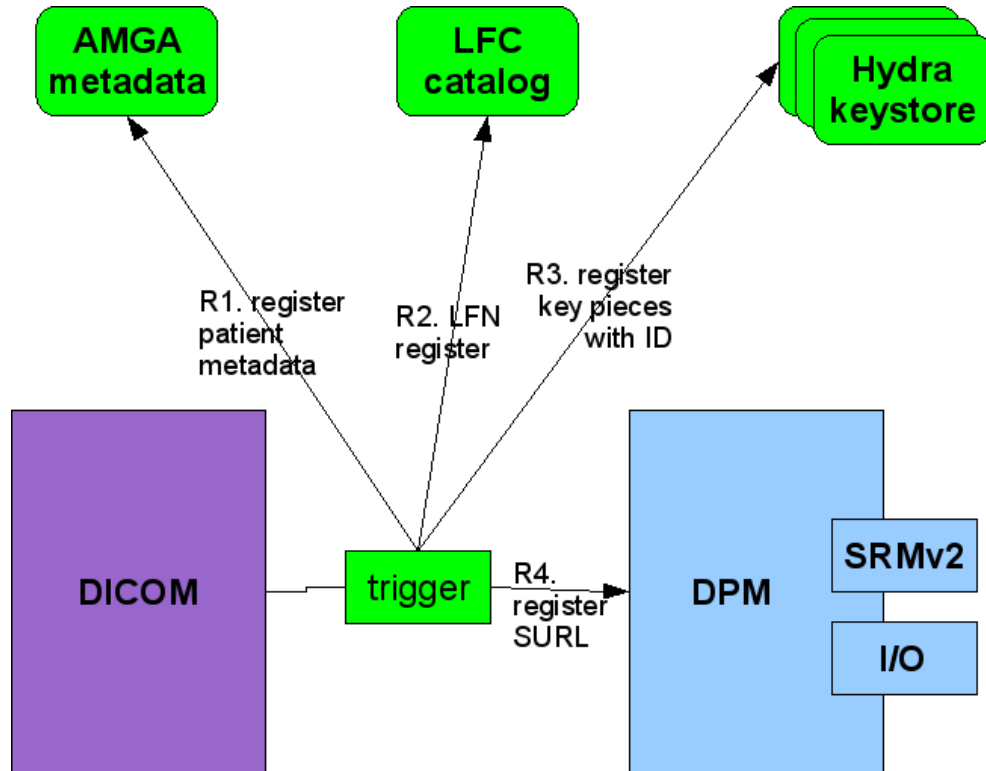 AMGA
metadata
LFC
catalog
Hydra
keystore
R1. register
patient
metadata
R2. LFN
register
R3. register
key pieces
with ID
DICOM
trigger
R4.
register
SURL
DPM
SRMv2
I/O